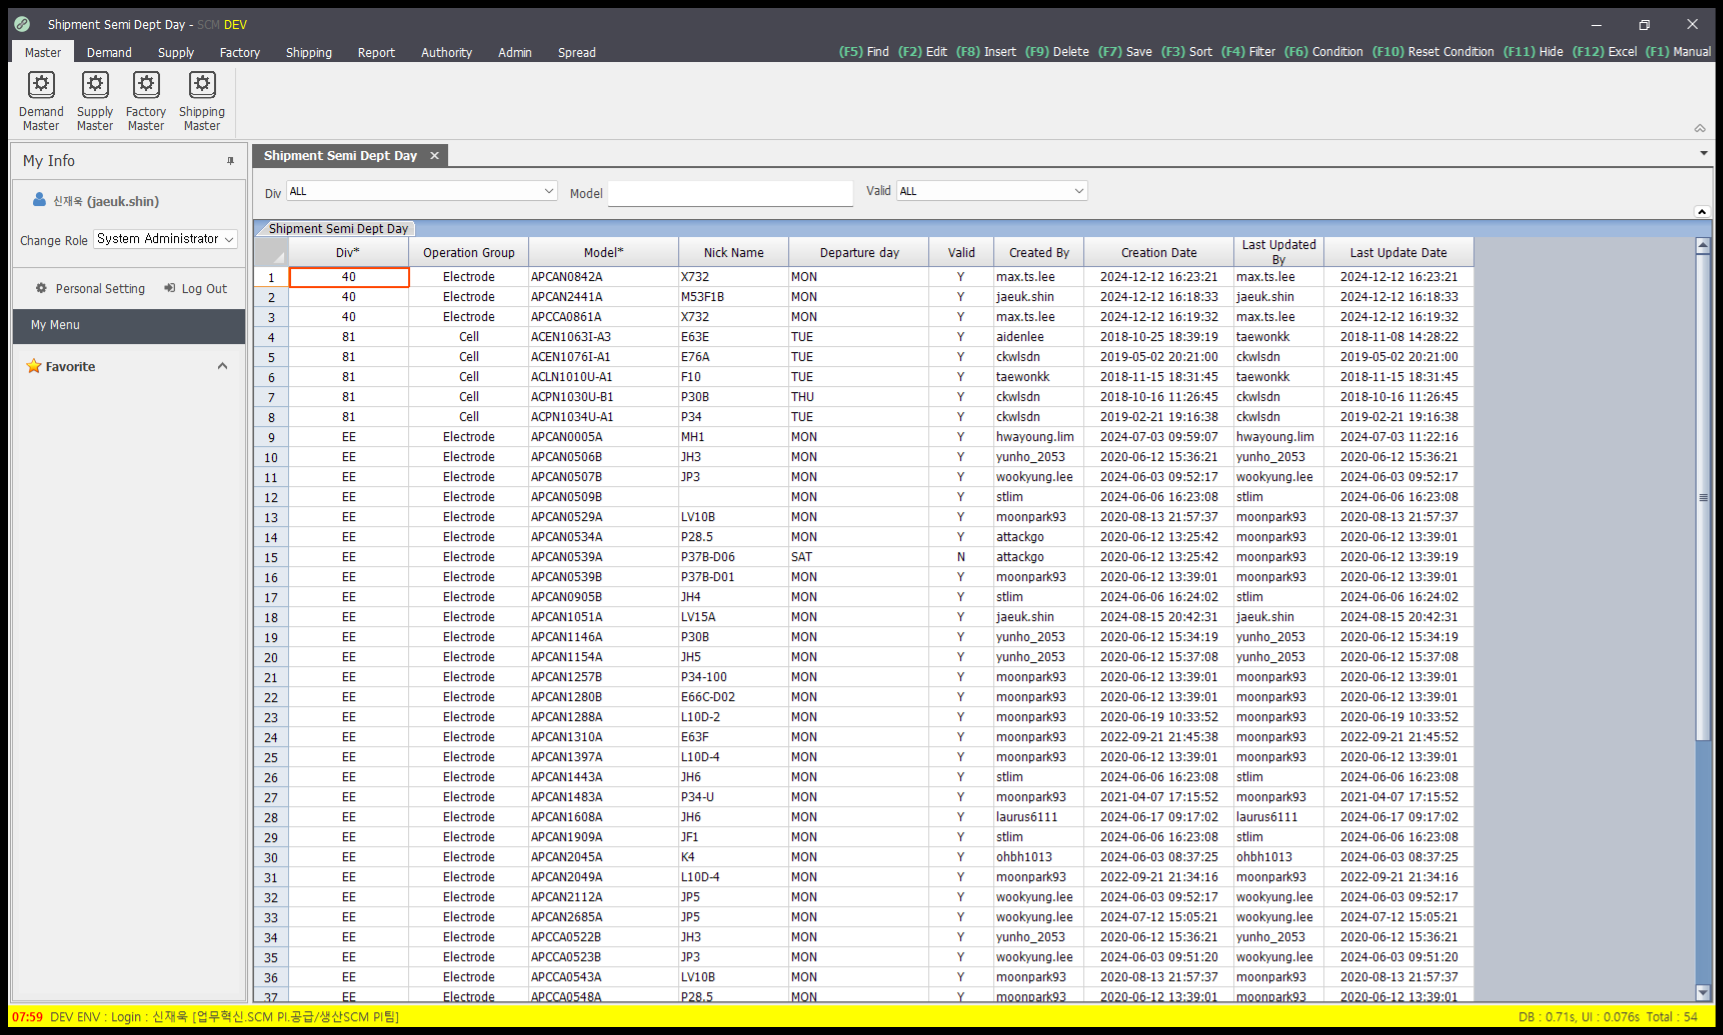 Shipment Semi Dept Day - SCM DEV
Master Demand Supply Factory Shipping Report Authority Admin Spread (F5) Find (F2) Edit (F8) Insert (F9) Delete (F7) Save (F3) Sort (F4) Filter (F6) Condition (F10) Reset Condition (F11) Hide (F12) Excel (F1) Manual
Demand Master Supply Master Factory Master Shipping Master
My Info
신재욱 (jaeuk.shin)
Change Role System Administrator
Personal Setting Log Out
My Menu
Favorite
Shipment Semi Dept Day
Div ALL Model Valid ALL
Shipment Semi Dept Day
Div* Operation Group Model* Nick Name Departure day Valid Created By Creation Date Last Updated By Last Update Date
1 40 Electrode APCAN0842A X732 MON Y max.ts.lee 2024-12-12 16:23:21 max.ts.lee 2024-12-12 16:23:21
2 40 Electrode APCAN2441A M53F1B MON Y jaeuk.shin 2024-12-12 16:18:33 jaeuk.shin 2024-12-12 16:18:33
3 40 Electrode APCCA0861A X732 MON Y max.ts.lee 2024-12-12 16:19:32 max.ts.lee 2024-12-12 16:19:32
4 81 Cell ACEN1063I-A3 E63E TUE Y aidenlee 2018-10-25 18:39:19 taewonkk 2018-11-08 14:28:22
5 81 Cell ACEN1076I-A1 E76A TUE Y ckwlsdn 2019-05-02 20:21:00 ckwlsdn 2019-05-02 20:21:00
6 81 Cell ACLN1010U-A1 F10 TUE Y taewonkk 2018-11-15 18:31:45 taewonkk 2018-11-15 18:31:45
7 81 Cell ACPN1030U-B1 P30B THU Y ckwlsdn 2018-10-16 11:26:45 ckwlsdn 2018-10-16 11:26:45
8 81 Cell ACPN1034U-A1 P34 TUE Y ckwlsdn 2019-02-21 19:16:38 ckwlsdn 2019-02-21 19:16:38
9 EE Electrode APCAN0005A MH1 MON Y hwayoung.lim 2024-07-03 09:59:07 hwayoung.lim 2024-07-03 11:22:16
10 EE Electrode APCAN0506B JH3 MON Y yunho_2053 2020-06-12 15:36:21 yunho_2053 2020-06-12 15:36:21
11 EE Electrode APCAN0507B JP3 MON Y wookyung.lee 2024-06-03 09:52:17 wookyung.lee 2024-06-03 09:52:17
12 EE Electrode APCAN0509B MON Y stlim 2024-06-06 16:23:08 stlim 2024-06-06 16:23:08
13 EE Electrode APCAN0529A LV10B MON Y moonpark93 2020-08-13 21:57:37 moonpark93 2020-08-13 21:57:37
14 EE Electrode APCAN0534A P28.5 MON Y attackgo 2020-06-12 13:25:42 moonpark93 2020-06-12 13:39:01
15 EE Electrode APCAN0539A P37B-D06 SAT N attackgo 2020-06-12 13:25:42 moonpark93 2020-06-12 13:39:19
16 EE Electrode APCAN0539B P37B-D01 MON Y moonpark93 2020-06-12 13:39:01 moonpark93 2020-06-12 13:39:01
17 EE Electrode APCAN0905B JH4 MON Y stlim 2024-06-06 16:24:02 stlim 2024-06-06 16:24:02
18 EE Electrode APCAN1051A LV15A MON Y jaeuk.shin 2024-08-15 20:42:31 jaeuk.shin 2024-08-15 20:42:31
19 EE Electrode APCAN1146A P30B MON Y yunho_2053 2020-06-12 15:34:19 yunho_2053 2020-06-12 15:34:19
20 EE Electrode APCAN1154A JH5 MON Y yunho_2053 2020-06-12 15:37:08 yunho_2053 2020-06-12 15:37:08
21 EE Electrode APCAN1257B P34-100 MON Y moonpark93 2020-06-12 13:39:01 moonpark93 2020-06-12 13:39:01
22 EE Electrode APCAN1280B E66C-D02 MON Y moonpark93 2020-06-12 13:39:01 moonpark93 2020-06-12 13:39:01
23 EE Electrode APCAN1288A L10D-2 MON Y moonpark93 2020-06-19 10:33:52 moonpark93 2020-06-19 10:33:52
24 EE Electrode APCAN1310A E63F MON Y moonpark93 2022-09-21 21:45:38 moonpark93 2022-09-21 21:45:52
25 EE Electrode APCAN1397A L10D-4 MON Y moonpark93 2020-06-12 13:39:01 moonpark93 2020-06-12 13:39:01
26 EE Electrode APCAN1443A JH6 MON Y stlim 2024-06-06 16:23:08 stlim 2024-06-06 16:23:08
27 EE Electrode APCAN1483A P34-U MON Y moonpark93 2021-04-07 17:15:52 moonpark93 2021-04-07 17:15:52
28 EE Electrode APCAN1608A JH6 MON Y laurus6111 2024-06-17 09:17:02 laurus6111 2024-06-17 09:17:02
29 EE Electrode APCAN1909A JF1 MON Y stlim 2024-06-06 16:23:08 stlim 2024-06-06 16:23:08
30 EE Electrode APCAN2045A K4 MON Y ohbh1013 2024-06-03 08:37:25 ohbh1013 2024-06-03 08:37:25
31 EE Electrode APCAN2049A L10D-4 MON Y moonpark93 2022-09-21 21:34:16 moonpark93 2022-09-21 21:34:16
32 EE Electrode APCAN2112A JP5 MON Y wookyung.lee 2024-06-03 09:52:17 wookyung.lee 2024-06-03 09:52:17
33 EE Electrode APCAN2685A JP5 MON Y wookyung.lee 2024-07-12 15:05:21 wookyung.lee 2024-07-12 15:05:21
34 EE Electrode APCCA0522B JH3 MON Y yunho_2053 2020-06-12 15:36:21 yunho_2053 2020-06-12 15:36:21
35 EE Electrode APCCA0523B JP3 MON Y wookyung.lee 2024-06-03 09:51:20 wookyung.lee 2024-06-03 09:51:20
36 EE Electrode APCCA0543A LV10B MON Y moonpark93 2020-08-13 21:57:37 moonpark93 2020-08-13 21:57:37
37 EE Electrode APCCA0548A P28.5 MON Y moonpark93 2020-06-12 13:39:01 moonpark93 2020-06-12 13:39:01
07:59 DEV ENV : Login : 신재욱 [업무혁신.SCM PI.공급/생산SCM PI팀] DB : 0.71s, UI : 0.076s Total : 54